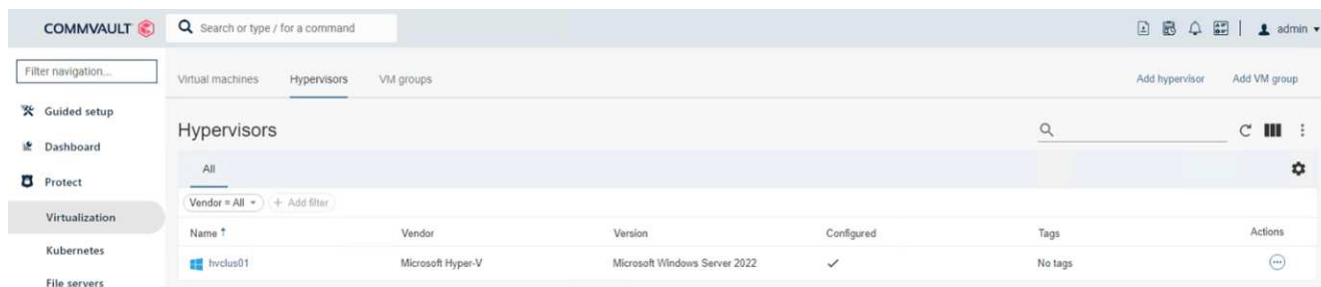 COMMVAULT Search or type / for a command admin
Filter navigation... Virtual machines Hypervisors VM groups Add hypervisor Add VM group
Guided setup
Hypervisors
Dashboard
All
Protect
Vendor = All + Add filter
Virtualization
Name ↑ Vendor Version Configured Tags Actions
Kubernetes
hvclus01 Microsoft Hyper-V Microsoft Windows Server 2022 No tags
File servers